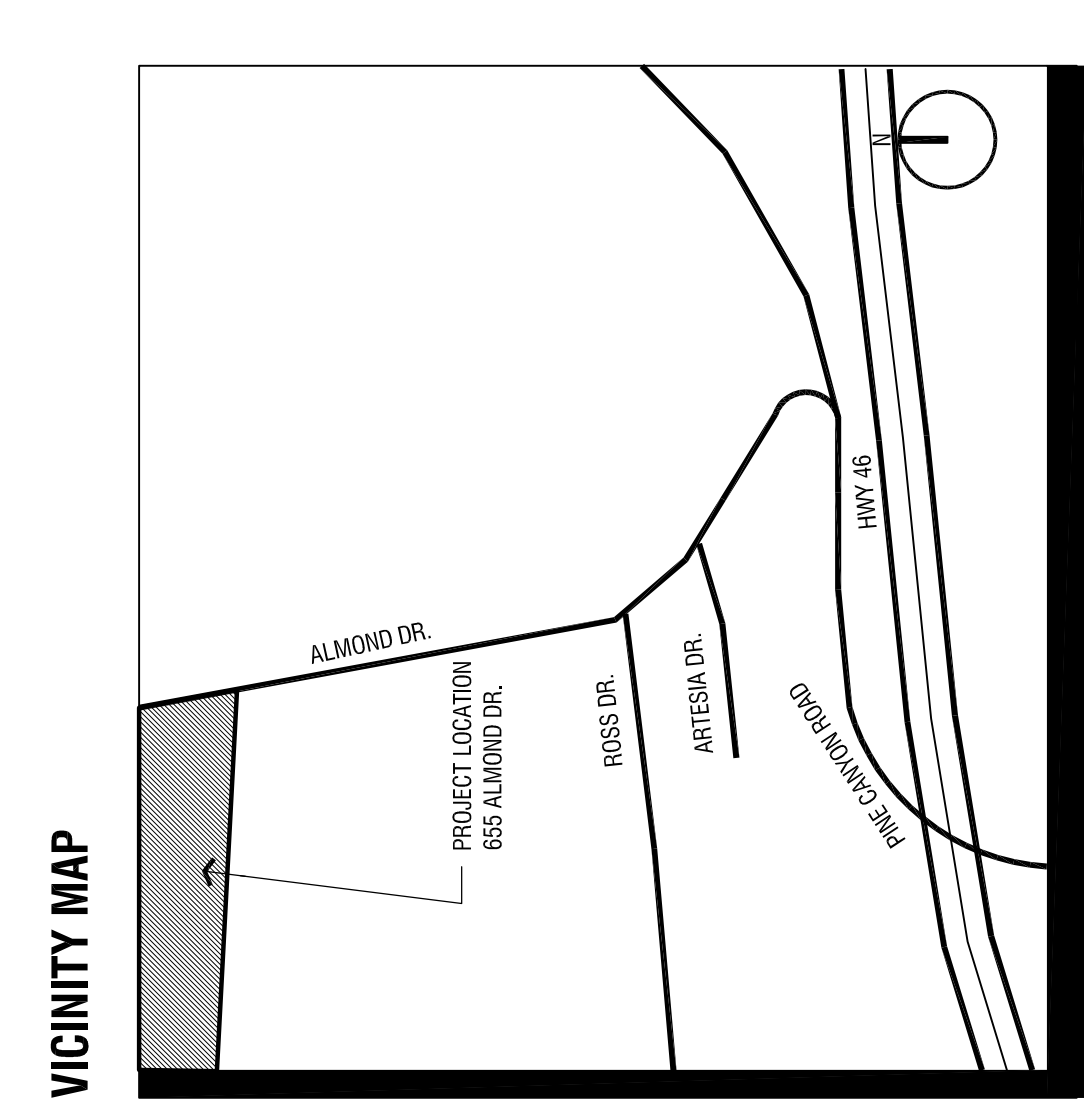 VICINITY MAP
ALMOND DR.
PROJECT LOCATION
655 ALMOND DR.
ROSS DR.
ARTESIA DR.
PINE CANYON ROAD
HWY 46
N